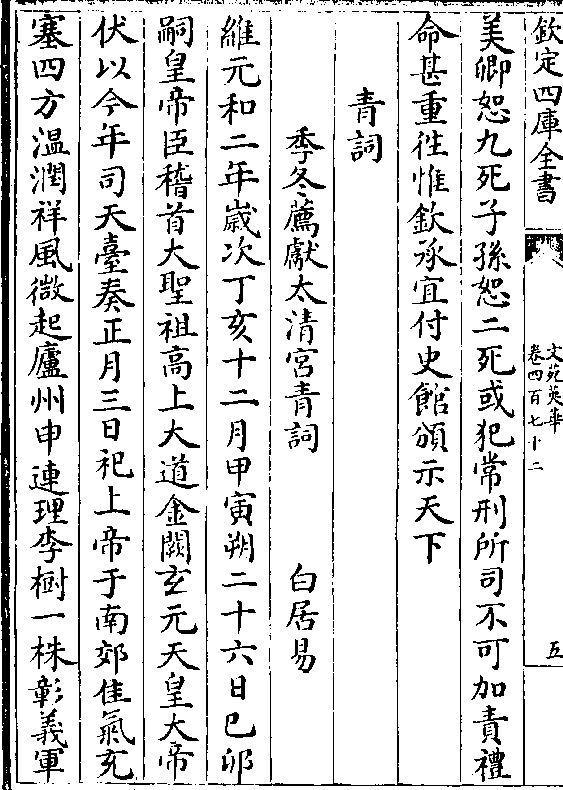 欽定四庫全書
文苑英華
卷四百七十二
五
美卿恕九死子孫恕二死或犯常刑所司不可加責禮
命甚重徃惟欽承宜付史館頒示天下
青詞
季冬薦獻太清宮青詞 白居易
維元和二年歲次丁亥十二月甲寅朔二十六日己卯
嗣皇帝臣稽首大聖祖高上大道金闕玄元天皇大帝
伏以今年司天臺奏正月三日祀上帝于南郊佳氣充
塞四方溫潤祥風微起廬州申連理李樹一株彰義軍